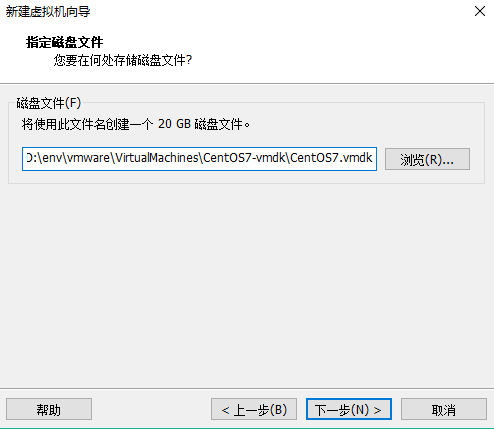 新建虚拟机向导
指定磁盘文件
您要在何处存储磁盘文件?
磁盘文件(F)
将使用此文件名创建一个 20 GB 磁盘文件。
D:\env\vmware\VirtualMachines\CentOS7-vmdk\CentOS7.vmdk
浏览(R)...
帮助
< 上一步(B)
下一步(N) >
取消